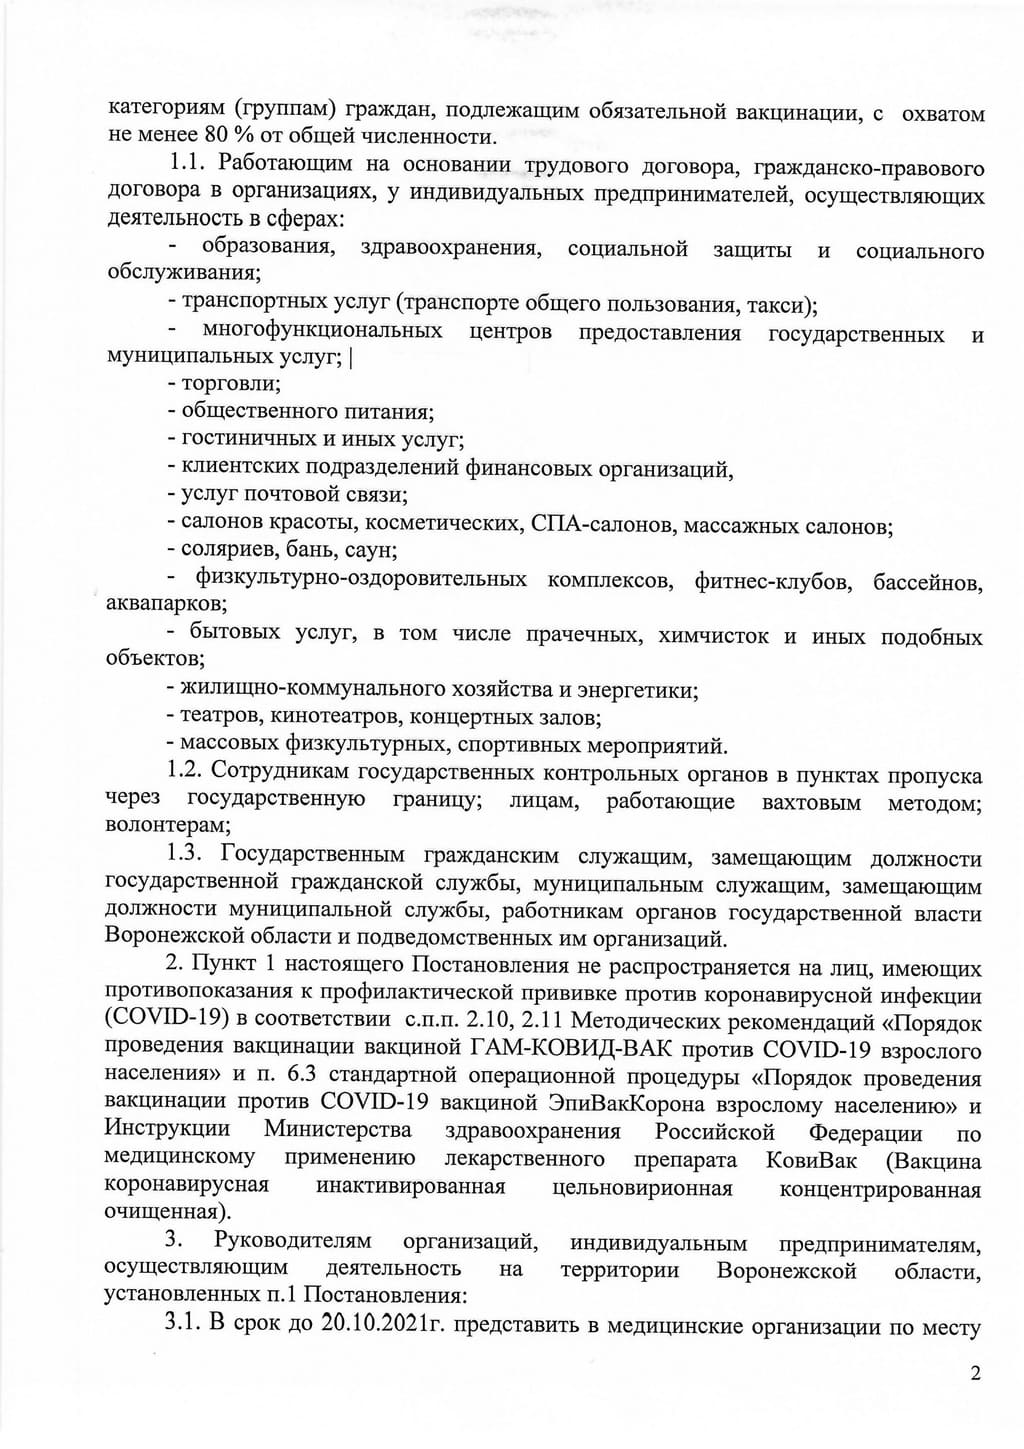 категориям (группам) граждан, подлежащим обязательной вакцинации, с охватом
не менее 80 % от общей численности.
1.1. Работающим на основании трудового договора, гражданско-правового
договора в организациях, у индивидуальных предпринимателей, осуществляющих
деятельность в сферах:
- образования, здравоохранения, социальной защиты и социального
обслуживания;
- транспортных услуг (транспорте общего пользования, такси);
- многофункциональных центров предоставления государственных и
муниципальных услуг; |
- торговли;
- общественного питания;
- гостиничных и иных услуг;
- клиентских подразделений финансовых организаций,
- услуг почтовой связи;
- салонов красоты, косметических, СПА-салонов, массажных салонов;
- соляриев, бань, саун;
- физкультурно-оздоровительных комплексов, фитнес-клубов, бассейнов,
аквапарков;
- бытовых услуг, в том числе прачечных, химчисток и иных подобных
объектов;
- жилищно-коммунального хозяйства и энергетики;
- театров, кинотеатров, концертных залов;
- массовых физкультурных, спортивных мероприятий.
1.2. Сотрудникам государственных контрольных органов в пунктах пропуска
через государственную границу; лицам, работающие вахтовым методом;
волонтерам;
1.3. Государственным гражданским служащим, замещающим должности
государственной гражданской службы, муниципальным служащим, замещающим
должности муниципальной службы, работникам органов государственной власти
Воронежской области и подведомственных им организаций.
2. Пункт 1 настоящего Постановления не распространяется на лиц, имеющих
противопоказания к профилактической прививке против коронавирусной инфекции
(COVID-19) в соответствии с.п.п. 2.10, 2.11 Методических рекомендаций «Порядок
проведения вакцинации вакциной ГАМ-КОВИД-ВАК против COVID-19 взрослого
населения» и п. 6.3 стандартной операционной процедуры «Порядок проведения
вакцинации против COVID-19 вакциной ЭпиВакКорона взрослому населению» и
Инструкции Министерства здравоохранения Российской Федерации по
медицинскому применению лекарственного препарата КовиВак (Вакцина
коронавирусная инактивированная цельновирионная концентрированная
очищенная).
3. Руководителям организаций, индивидуальным предпринимателям,
осуществляющим деятельность на территории Воронежской области,
установленных п.1 Постановления:
3.1. В срок до 20.10.2021г. представить в медицинские организации по месту
2